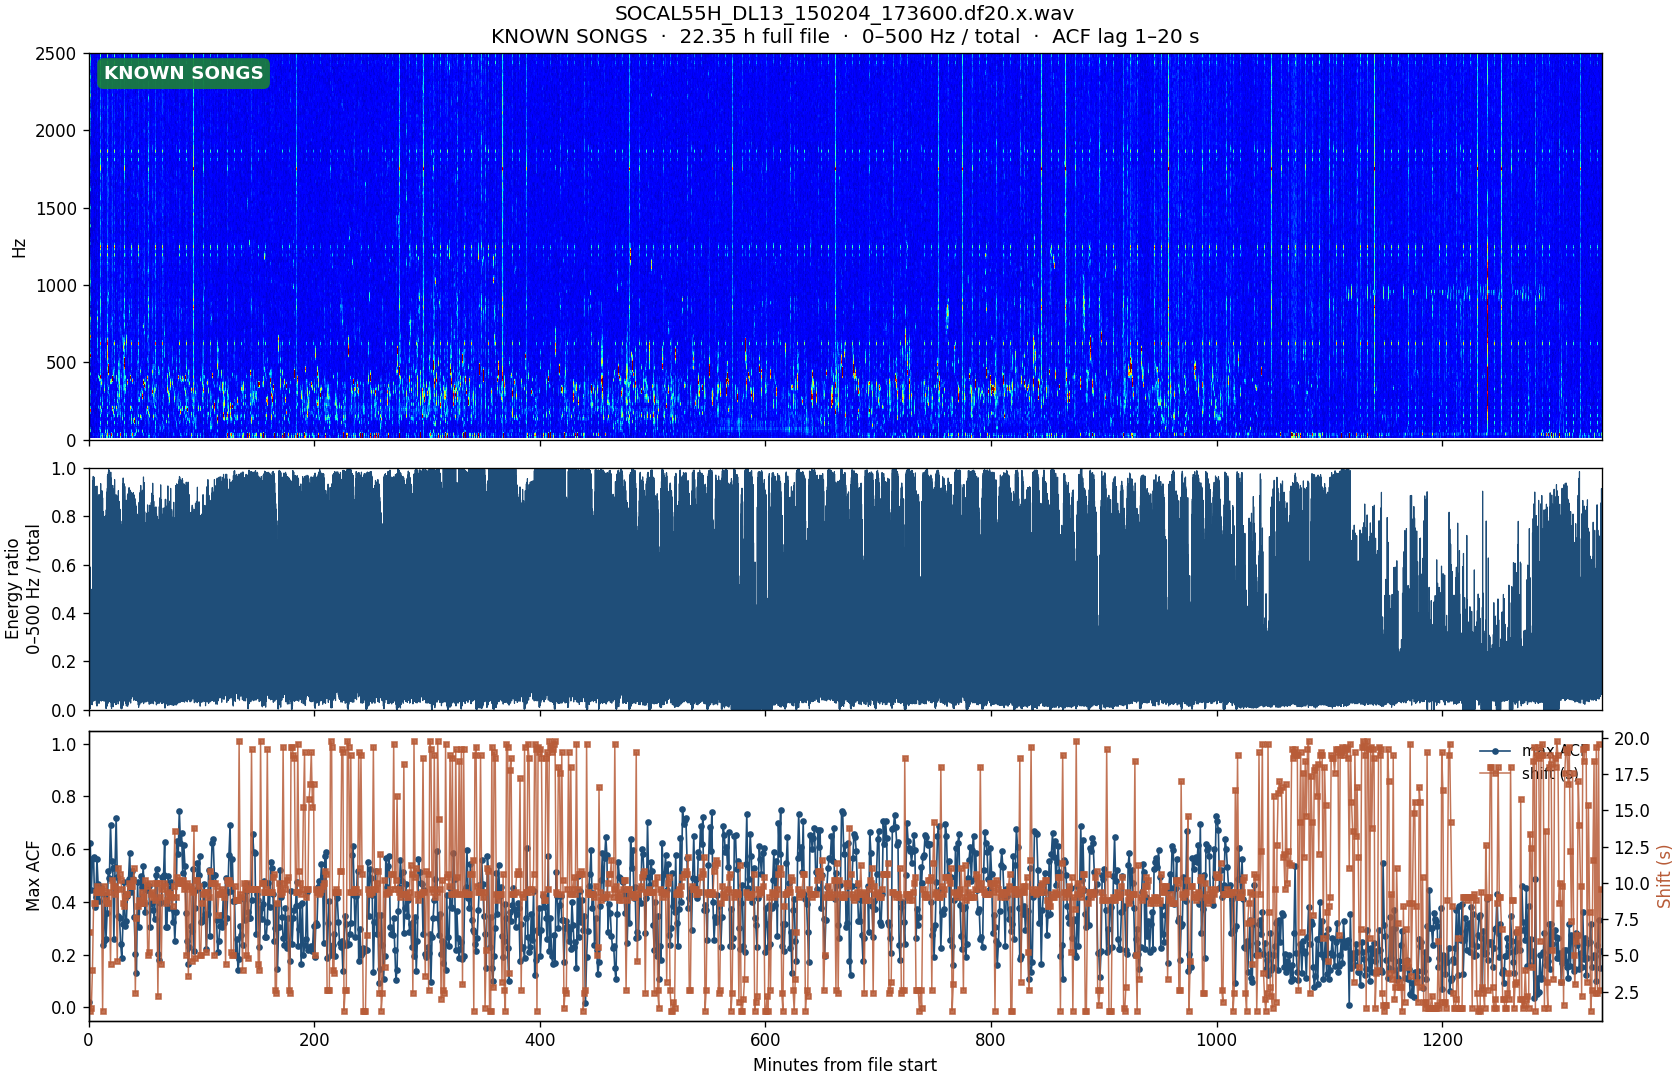 SOCAL55H_DL13_150204_173600.df20.x.wav
KNOWN SONGS · 22.35 h full file · 0–500 Hz / total · ACF lag 1–20 s
KNOWN SONGS
2500
2000
1500
1000
500
0
Hz
1.0
0.8
0.6
0.4
0.2
0.0
Energy ratio
0–500 Hz / total
1.0
0.8
0.6
0.4
0.2
0.0
Max ACF
max ACF
shift (s)
20.0
17.5
15.0
12.5
10.0
7.5
5.0
2.5
Shift (s)
0 200 400 600 800 1000 1200
Minutes from file start